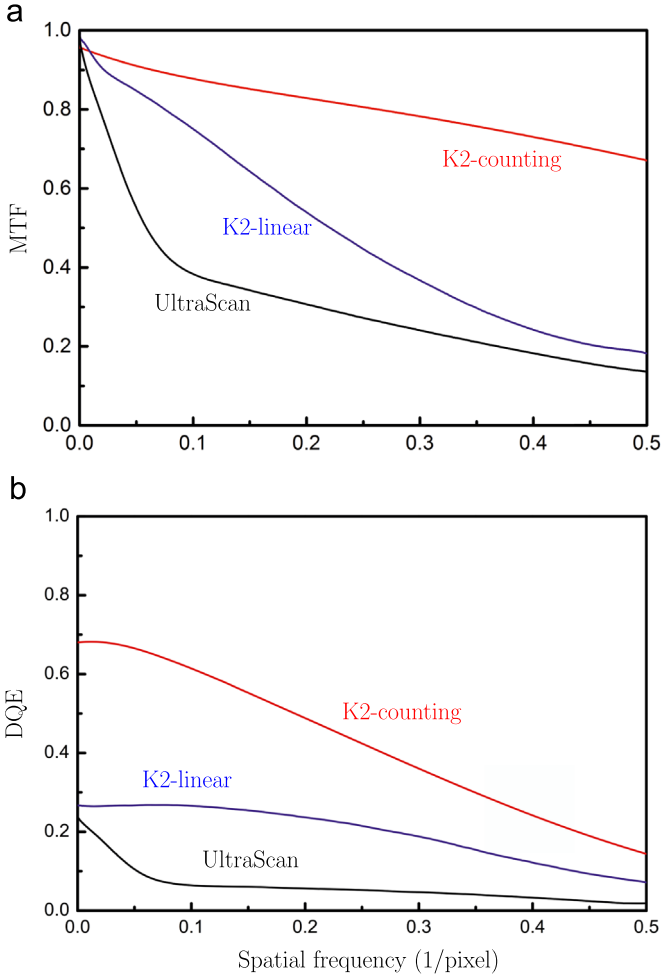 a
1.0
0.8
0.6
0.4
0.2
0.0
MTF
K2-counting
K2-linear
UltraScan
0.0 0.1 0.2 0.3 0.4 0.5
b
1.0
0.8
0.6
0.4
0.2
0.0
DQE
K2-counting
K2-linear
UltraScan
0.0 0.1 0.2 0.3 0.4 0.5
Spatial frequency (1/pixel)